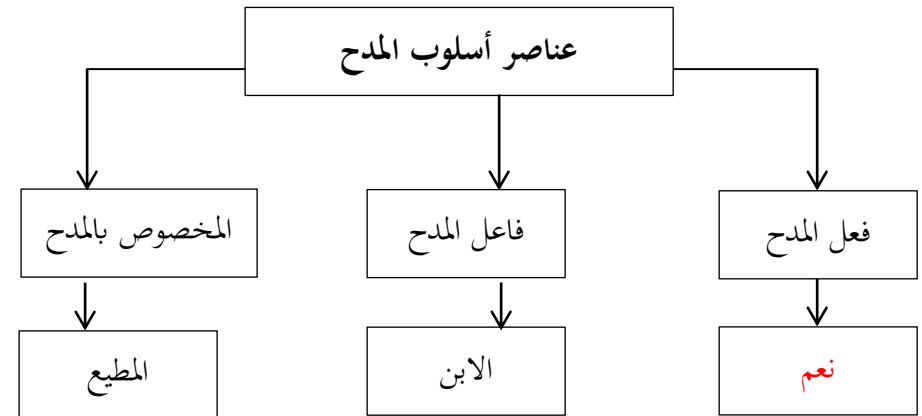 عناصر أسلوب المدح
فعل المدح
فاعل المدح
المخصوص بالمدح
نعم
الابن
المطيع